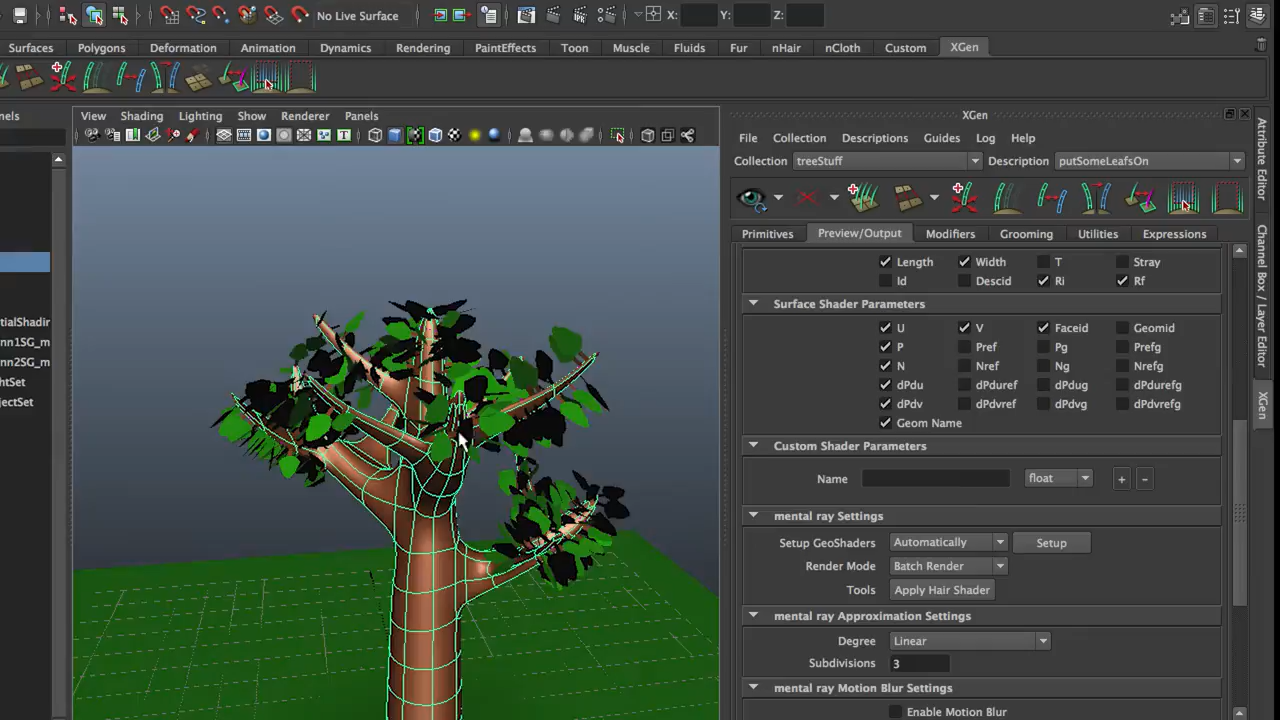 No Live Surface X: Y: Z:
Surfaces Polygons Deformation Animation Dynamics Rendering PaintEffects Toon Muscle Fluids Fur nHair nCloth Custom XGen
nels View Shading Lighting Show Renderer Panels
XGen
File Collection Descriptions Guides Log Help
Collection treeStuff Description putSomeLeafsOn
Primitives Preview/Output Modifiers Grooming Utilities Expressions
Length Width T Stray
Id Descid Ri Rf
Surface Shader Parameters
U V Faceid Geomid
P Pref Pg Prefg
N Nref Ng Nrefg
dPdu dPduref dPdug dPdurefg
dPdv dPdvref dPdvg dPdvrefg
Geom Name
Custom Shader Parameters
Name float + -
mental ray Settings
Setup GeoShaders Automatically Setup
Render Mode Batch Render
Tools Apply Hair Shader
mental ray Approximation Settings
Degree Linear
Subdivisions 3
mental ray Motion Blur Settings
Enable Motion Blur
tialShadin
nn1SG_m
nn2SG_m
htSet
jectSet
Attribute Editor
Channel Box / Layer Editor
XGen